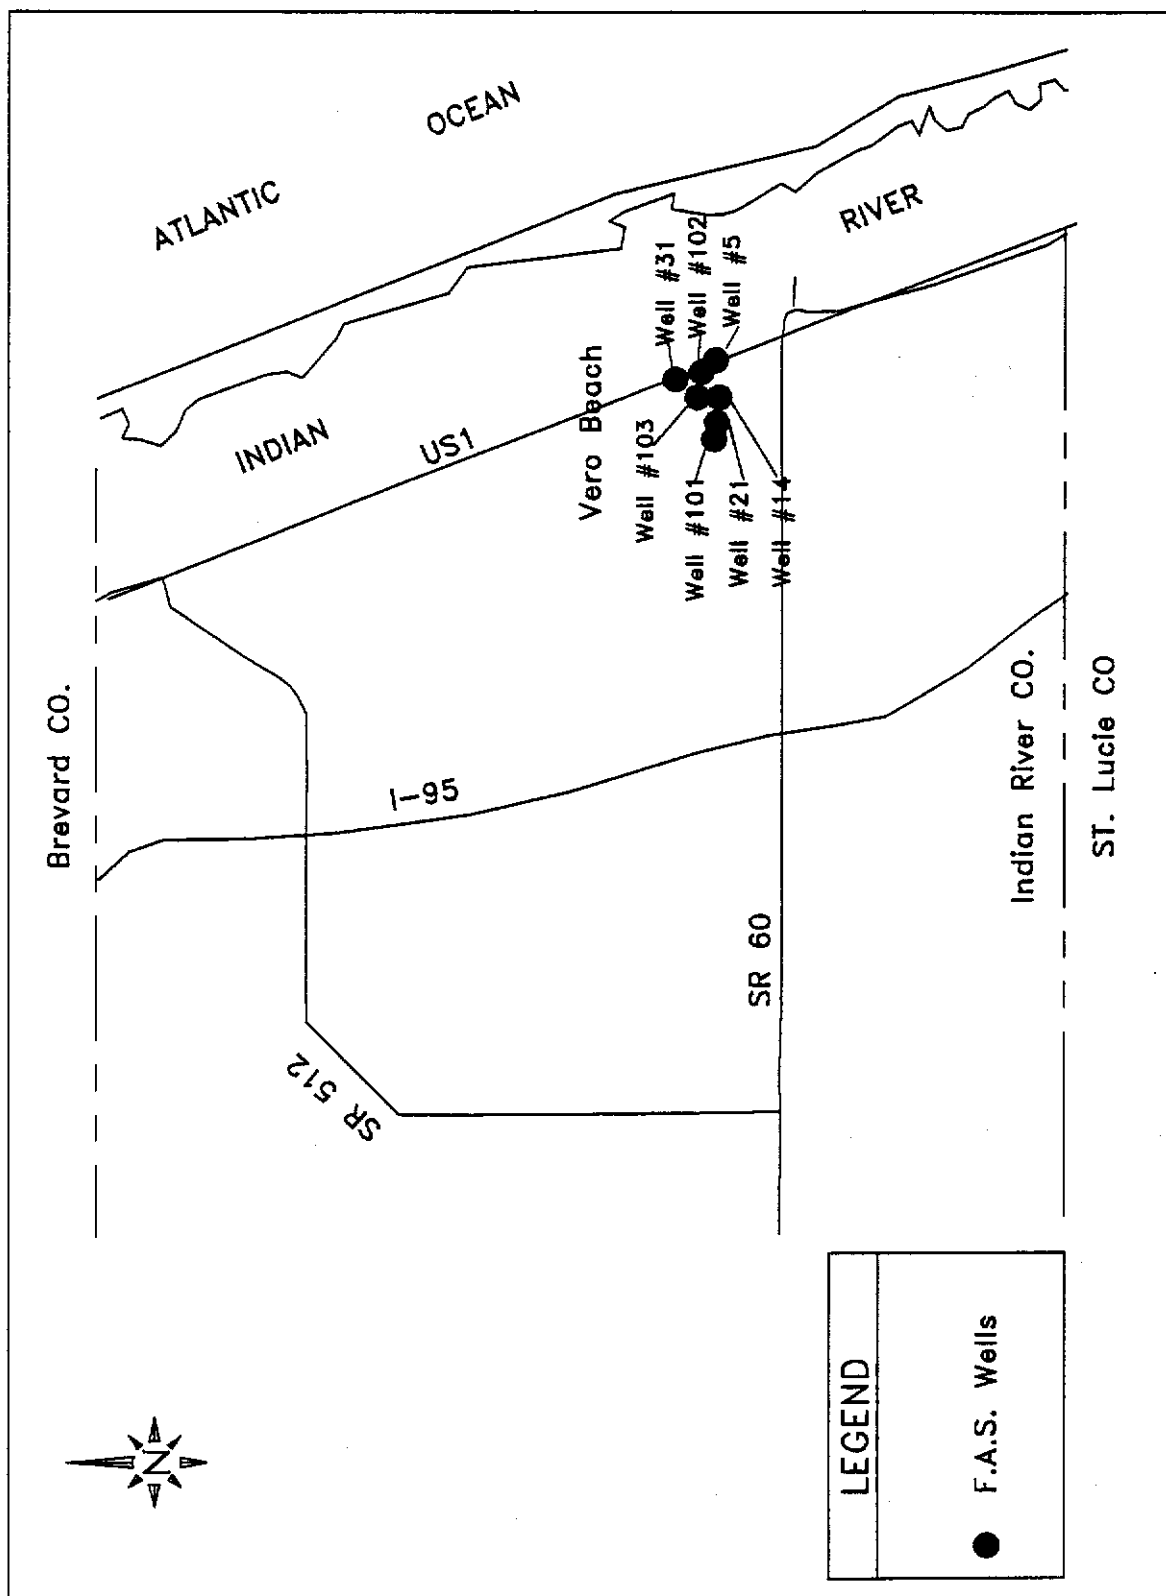 ATLANTIC
OCEAN
INDIAN
RIVER
US1
Vero Beach
Well #31
Well #102
Well #5
Well #103
Well #101
Well #21
Well #14
Brevard CO.
I-95
SR 512
SR 60
Indian River CO.
ST. Lucie CO
N
LEGEND
F.A.S. Wells